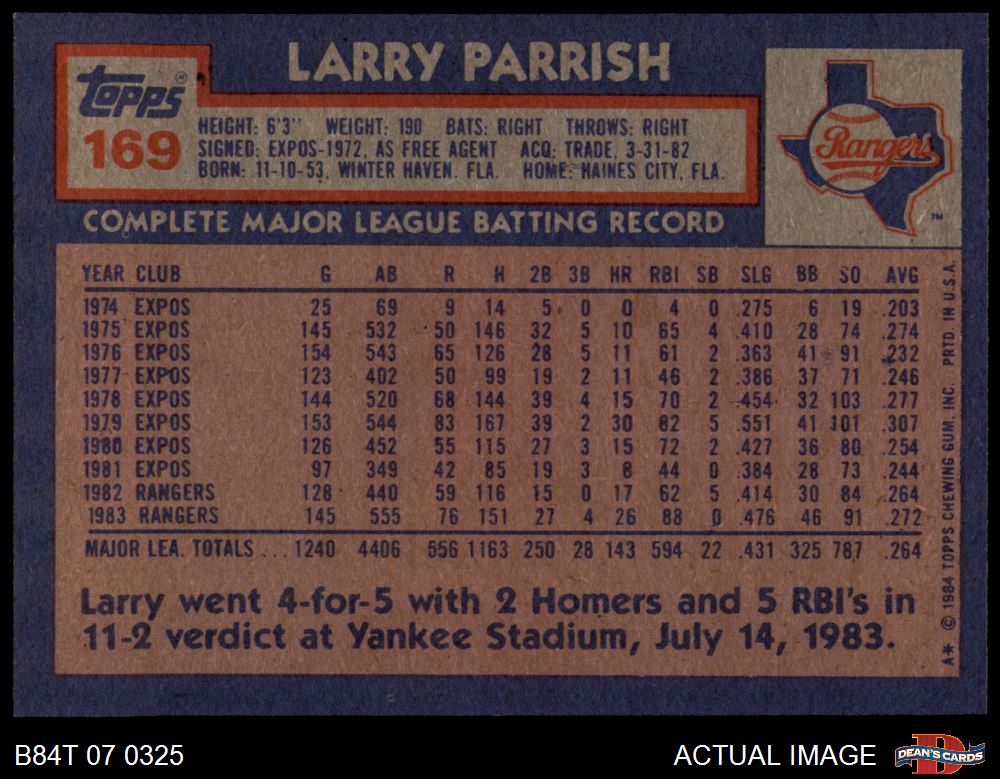 LARRY PARRISH
Topps®
169
HEIGHT: 6'3" WEIGHT: 190 BATS: RIGHT THROWS: RIGHT
SIGNED: EXPOS-1972, AS FREE AGENT ACQ: TRADE, 3-31-82
BORN: 11-10-53, WINTER HAVEN, FLA. HOME: HAINES CITY, FLA.
Rangers
TM
COMPLETE MAJOR LEAGUE BATTING RECORD
YEAR CLUB G AB R H 2B 3B HR RBI SB SLG BB SO AVG
1974 EXPOS 25 69 9 14 5 0 0 4 0 .275 6 19 .203
1975 EXPOS 145 532 50 146 32 5 10 65 4 .410 28 74 .274
1976 EXPOS 154 543 65 126 28 5 11 61 2 .363 41 91 .232
1977 EXPOS 123 402 50 99 19 2 11 46 2 .386 37 71 .246
1978 EXPOS 144 520 68 144 39 4 15 70 2 .454 32 103 .277
1979 EXPOS 153 544 83 167 39 2 30 82 5 .551 41 101 .307
1980 EXPOS 126 452 55 115 27 3 15 72 2 .427 36 80 .254
1981 EXPOS 97 349 42 85 19 3 8 44 0 .384 28 73 .244
1982 RANGERS 128 440 59 116 15 0 17 62 5 .414 30 84 .264
1983 RANGERS 145 555 76 151 27 4 26 88 0 .476 46 91 .272
MAJOR LEA. TOTALS ... 1240 4406 556 1163 250 28 143 594 22 .431 325 787 .264
Larry went 4-for-5 with 2 Homers and 5 RBI's in
11-2 verdict at Yankee Stadium, July 14, 1983.
A* © 1984 TOPPS CHEWING GUM, INC. PRTD. IN U.S.A.
B84T 07 0325
ACTUAL IMAGE
DEAN'S CARDS